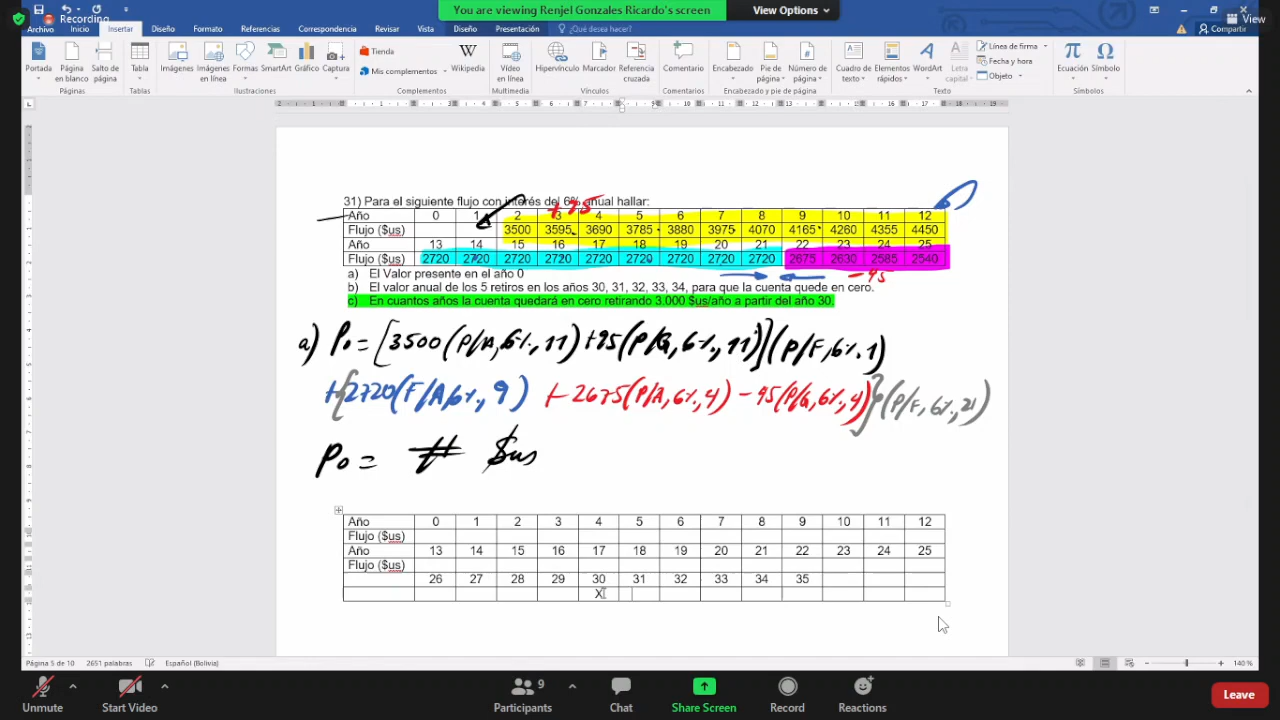 Recording
You are viewing Renjel Gonzales Ricardo's screen
View Options
View
Archivo Inicio Insertar Diseño Formato Referencias Correspondencia Revisar Vista Diseño Presentación ¿Qué desea hacer? Compartir
Portada Página en blanco Salto de página Tabla Imágenes Imágenes en línea Formas SmartArt Gráfico Captura Tienda Mis complementos Wikipedia Vídeo en línea Hipervínculo Marcador Referencia cruzada Comentario Encabezado Pie de página Número de página Cuadro de texto Elementos rápidos WordArt Letra capital Línea de firma Fecha y hora Objeto Ecuación Símbolo
Páginas Tablas Ilustraciones Complementos Multimedia Vínculos Comentarios Encabezado y pie de página Texto Símbolos
31) Para el siguiente flujo con interés del 6% anual hallar:
+95
Año 0 1 2 3 4 5 6 7 8 9 10 11 12
Flujo ($us) 3500 3595 3690 3785 3880 3975 4070 4165 4260 4355 4450
Año 13 14 15 16 17 18 19 20 21 22 23 24 25
Flujo ($us) 2720 2720 2720 2720 2720 2720 2720 2720 2720 2675 2630 2585 2540
a) El Valor presente en el año 0
-45
b) El valor anual de los 5 retiros en los años 30, 31, 32, 33, 34, para que la cuenta quede en cero.
c) En cuantos años la cuenta quedará en cero retirando 3.000 $us/año a partir del año 30.
a) P0 = [3500(P/A,6%,11)+95(P/G,6%,11)](P/F,6%,1)
+{2720(F/A,6%,9) + 2675(P/A,6%,4) - 45(P/G,6%,4)}(P/F,6%,21)
P0 = # $us
Año 0 1 2 3 4 5 6 7 8 9 10 11 12
Flujo ($us)
Año 13 14 15 16 17 18 19 20 21 22 23 24 25
Flujo ($us)
26 27 28 29 30 31 32 33 34 35
X
Página 5 de 10 2651 palabras Español (Bolivia) 140 %
Unmute Start Video Participants 9 Chat Share Screen Record Reactions Leave